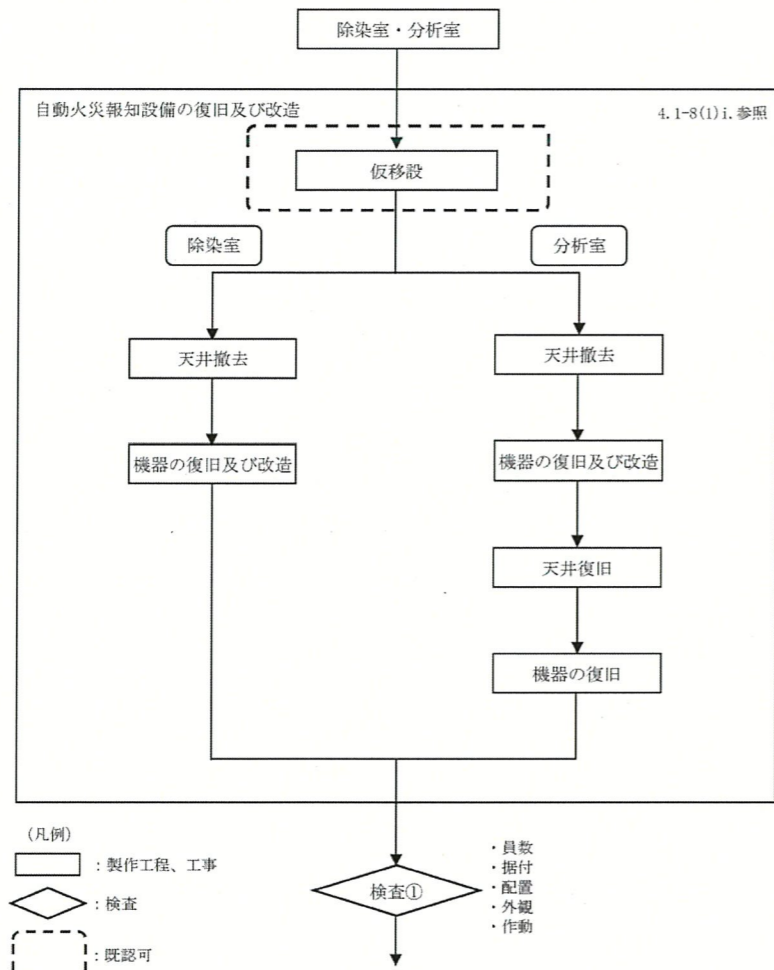 除染室・分析室
自動火災報知設備の復旧及び改造
4.1-8(1)i.参照
仮移設
除染室
分析室
天井撤去
天井撤去
機器の復旧及び改造
機器の復旧及び改造
天井復旧
機器の復旧
(凡例)
：製作工程、工事
：検査
：既認可
検査①
・員数
・据付
・配置
・外観
・作動